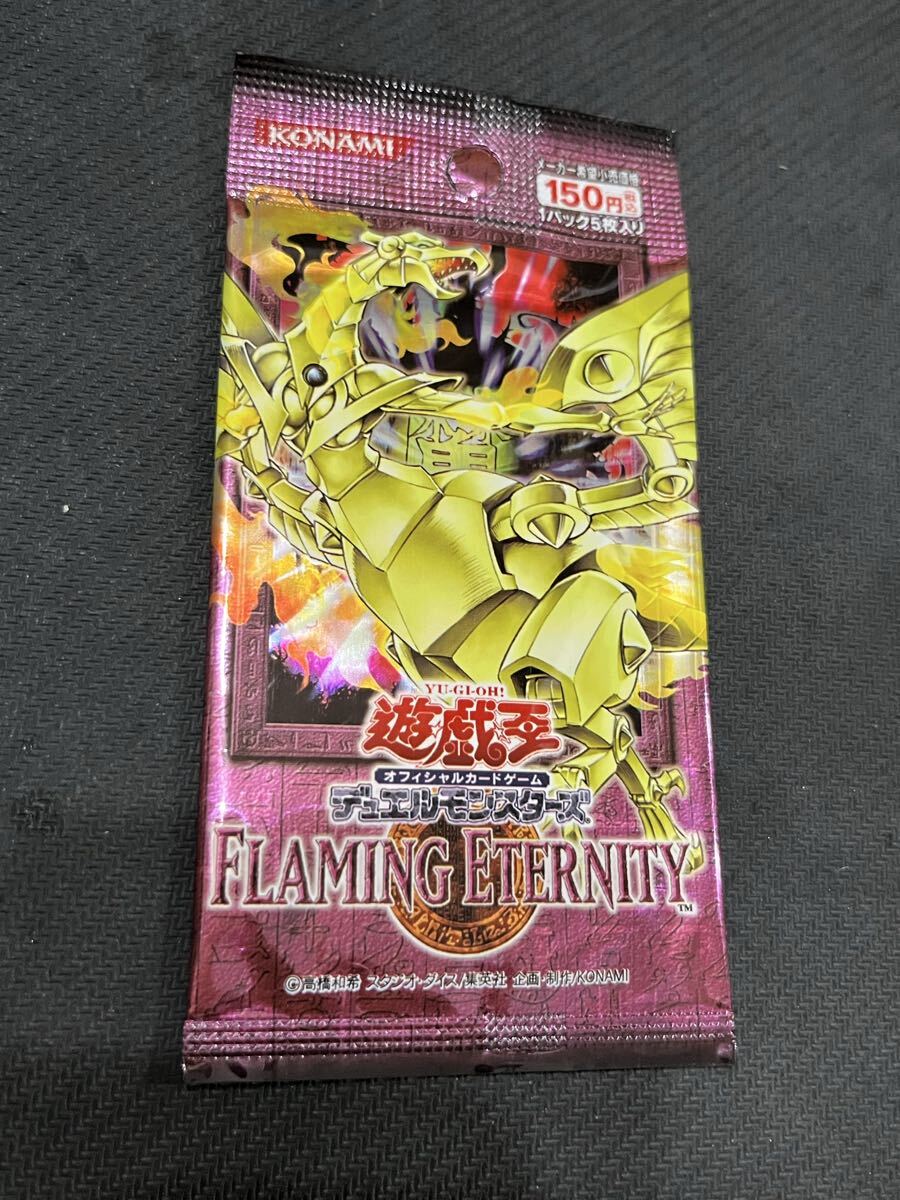 KONAMI
メーカー希望小売価格
150円税込
1パック5枚入り
YU-GI-OH!
遊戯王
オフィシャルカードゲーム
デュエルモンスターズ
FLAMING ETERNITY™
©高橋和希 スタジオ・ダイス/集英社 企画・制作/KONAMI